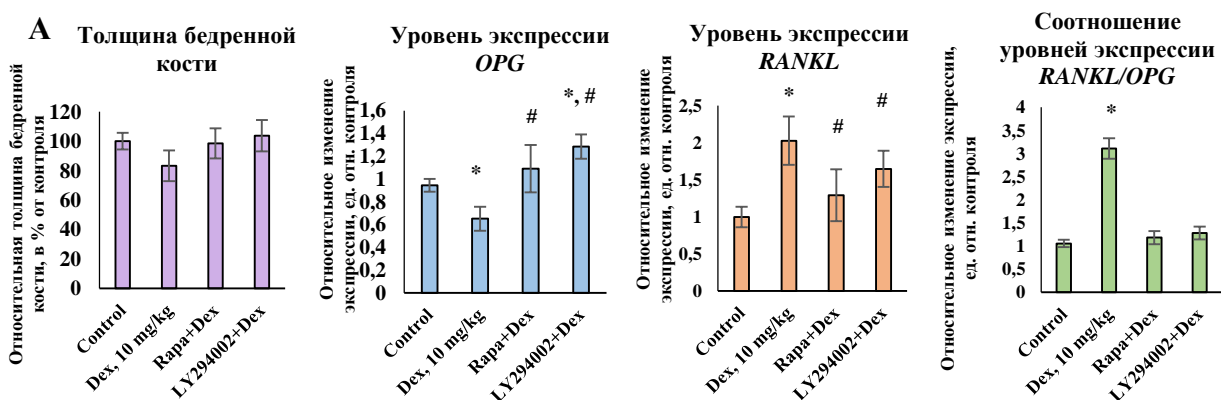 A
Толщина бедренной
кости
Относительная толщина бедренной
кости, в % от контроля
120
100
80
60
40
20
0
Control
Dex, 10 mg/kg
Rapa+Dex
LY294002+Dex
Уровень экспрессии
OPG
Относительное изменение
экспрессии, ед. отн. контроля
1,6
1,4
1,2
1
0,8
0,6
0,4
0,2
0
*
#
*, #
Control
Dex, 10 mg/kg
Rapa+Dex
LY294002+Dex
Уровень экспрессии
RANKL
Относительное изменение
экспрессии, ед. отн. контроля
2,5
2
1,5
1
0,5
0
*
#
#
Control
Dex, 10 mg/kg
Rapa+Dex
LY294002+Dex
Соотношение
уровней экспрессии
RANKL/OPG
Относительное изменение экспрессии,
ед. отн. контроля
4
3,5
3
2,5
2
1,5
1
0,5
0
*
Control
Dex, 10 mg/kg
Rapa+Dex
LY294002+Dex